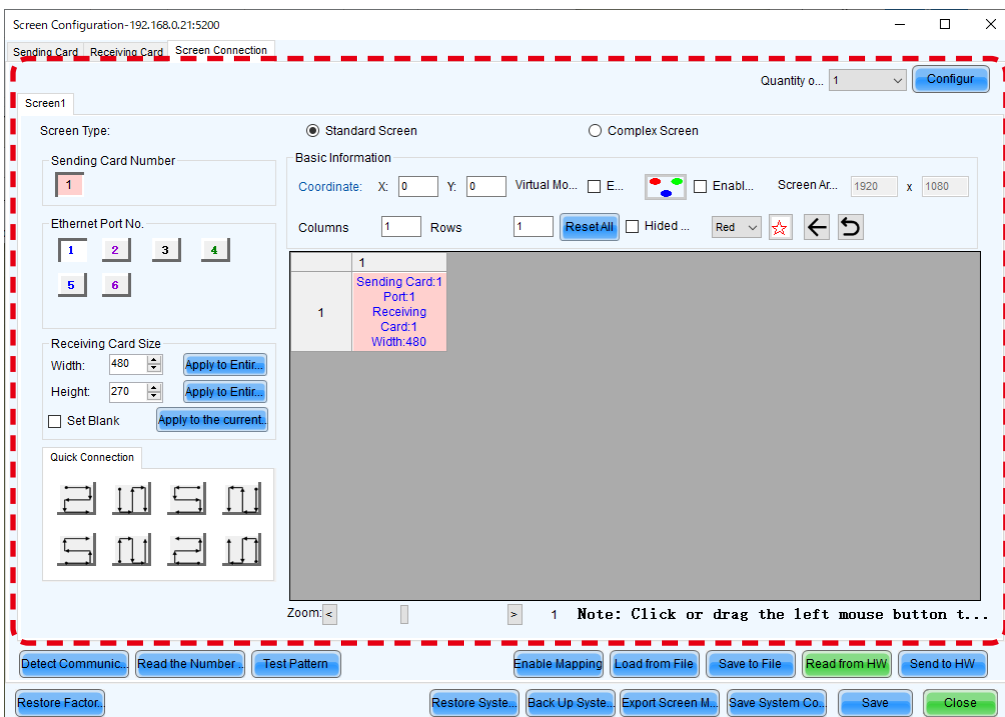 Screen Configuration-192.168.0.21:5200
Sending Card Receiving Card Screen Connection
Quantity o... 1 Configur
Screen1
Screen Type: Standard Screen Complex Screen
Sending Card Number
1
Basic Information
Coordinate: X: 0 Y: 0 Virtual Mo... E... Enabl... Screen Ar... 1920 x 1080
Columns 1 Rows 1 Reset All Hided ... Red
Ethernet Port No.
1 2 3 4
5 6
1
1
Sending Card:1
Port:1
Receiving
Card:1
Width:480
Receiving Card Size
Width: 480 Apply to Entir...
Height: 270 Apply to Entir...
Set Blank Apply to the current..
Quick Connection
Zoom: < > 1 Note: Click or drag the left mouse button t...
Detect Communic.. Read the Number .. Test Pattern Enable Mapping Load from File Save to File Read from HW Send to HW
Restore Factor.. Restore Syste... Back Up Syste... Export Screen M... Save System Co.. Save Close